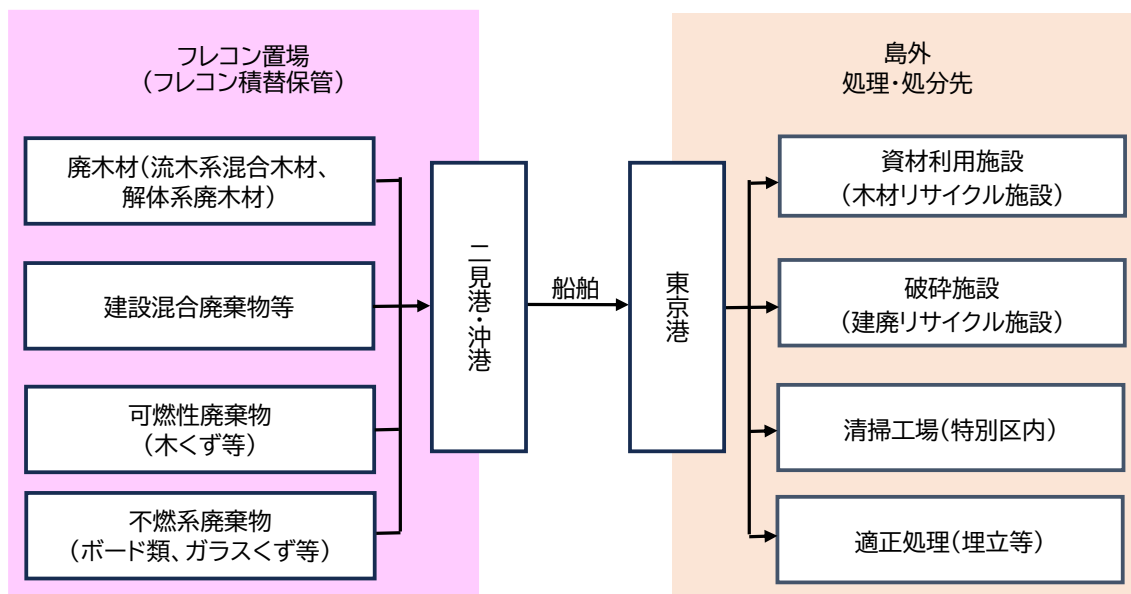 フレコン置場
（フレコン積替保管）
廃木材（流木系混合木材、
解体系廃木材）
建設混合廃棄物等
可燃性廃棄物
（木くず等）
不燃系廃棄物
（ボード類、ガラスくず等）
二見港・沖港
船舶
東京港
島外
処理・処分先
資材利用施設
（木材リサイクル施設）
破砕施設
（建廃リサイクル施設）
清掃工場（特別区内）
適正処理（埋立等）